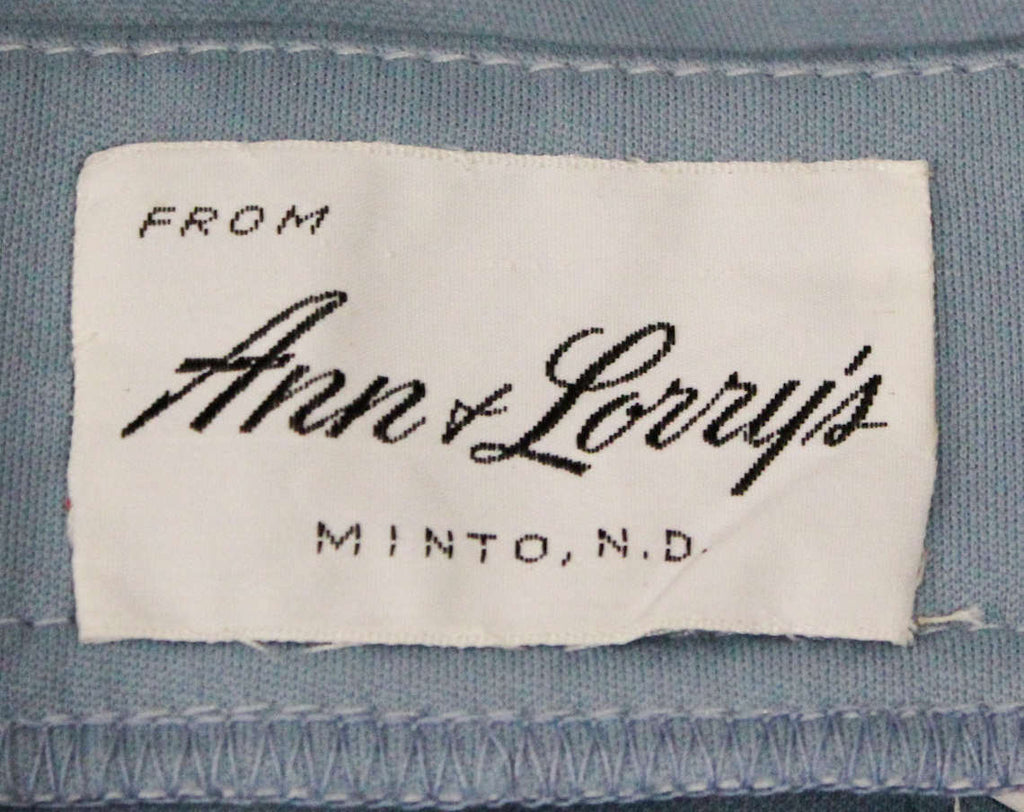 FROM
Ann & Lorry's
MINTO, N.D.